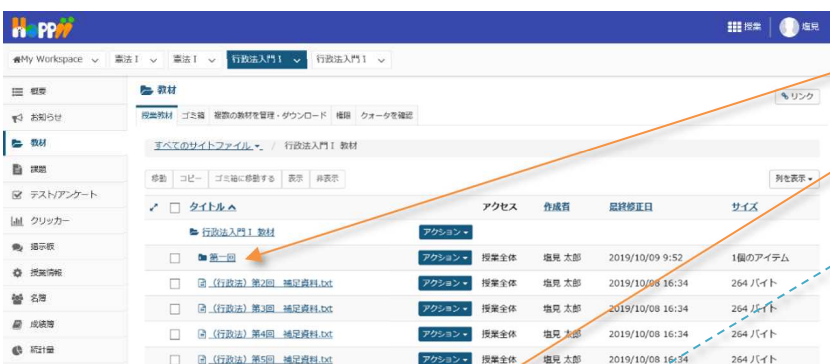 Hoppii
授業
塩見
My Workspace
憲法Ⅰ
憲法Ⅰ
行政法入門1
行政法入門1
概要
教材
リンク
お知らせ
授業教材 ゴミ箱 複数の教材を管理・ダウンロード 権限 クォータを確認
教材
すべてのサイトファイル / 行政法入門Ⅰ 教材
課題
移動 コピー ゴミ箱に移動する 表示 非表示 列を表示
テスト/アンケート
タイトル アクセス 作成者 最終修正日 サイズ
クリッカー
行政法入門Ⅰ 教材 アクション
掲示板
第一回 アクション 授業全体 塩見 太郎 2019/10/09 9:52 1個のアイテム
授業情報
(行政法)第2回 補足資料.txt アクション 授業全体 塩見 太郎 2019/10/08 16:34 264 バイト
名簿
(行政法)第3回 補足資料.txt アクション 授業全体 塩見 太郎 2019/10/08 16:34 264 バイト
成績簿
(行政法)第4回 補足資料.txt アクション 授業全体 塩見 太郎 2019/10/08 16:34 264 バイト
統計量
(行政法)第5回 補足資料.txt アクション 授業全体 塩見 太郎 2019/10/08 16:34 264 バイト